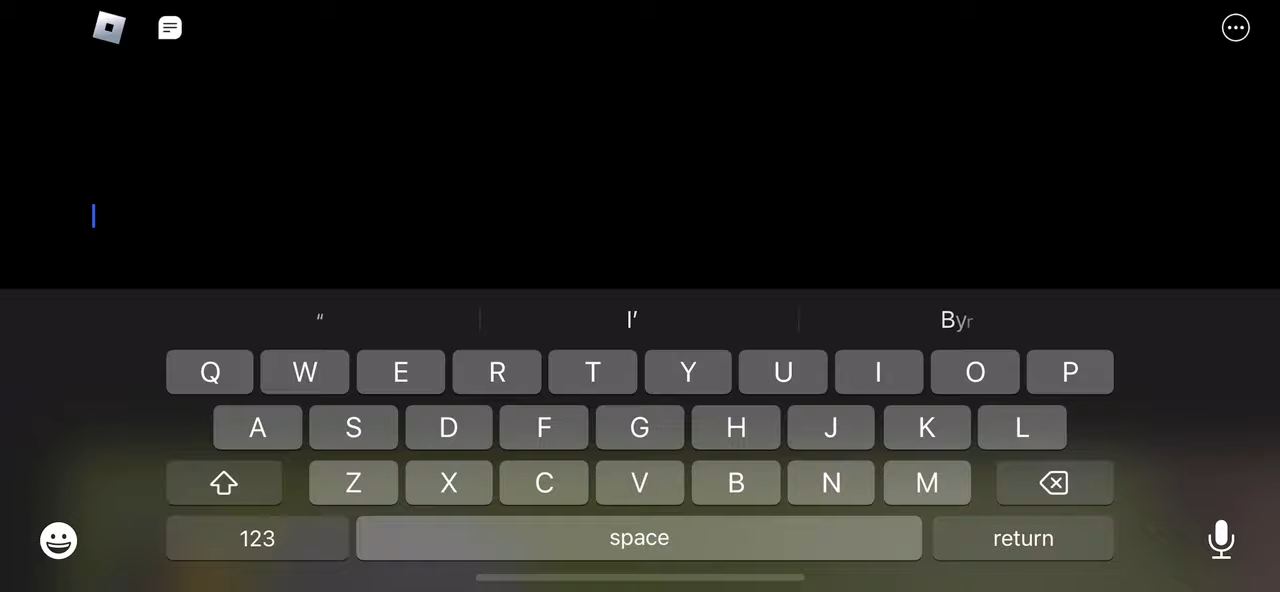 “ I’ Byr
Q W E R T Y U I O P
A S D F G H J K L
Z X C V B N M
123 space return